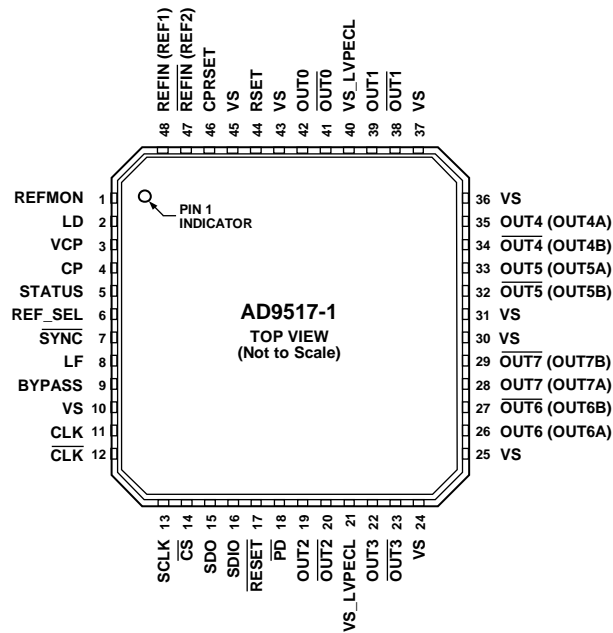 48 REFIN (REF1)
47 REFIN (REF2)
46 CPRSET
45 VS
44 RSET
43 VS
42 OUT0
41 OUT0
40 VS_LVPECL
39 OUT1
38 OUT1
37 VS
REFMON 1
LD 2
VCP 3
CP 4
STATUS 5
REF_SEL 6
SYNC 7
LF 8
BYPASS 9
VS 10
CLK 11
CLK 12
PIN 1
INDICATOR
AD9517-1
TOP VIEW
(Not to Scale)
36 VS
35 OUT4 (OUT4A)
34 OUT4 (OUT4B)
33 OUT5 (OUT5A)
32 OUT5 (OUT5B)
31 VS
30 VS
29 OUT7 (OUT7B)
28 OUT7 (OUT7A)
27 OUT6 (OUT6B)
26 OUT6 (OUT6A)
25 VS
SCLK 13
CS 14
SDO 15
SDIO 16
RESET 17
PD 18
OUT2 19
OUT2 20
VS_LVPECL 21
OUT3 22
OUT3 23
VS 24